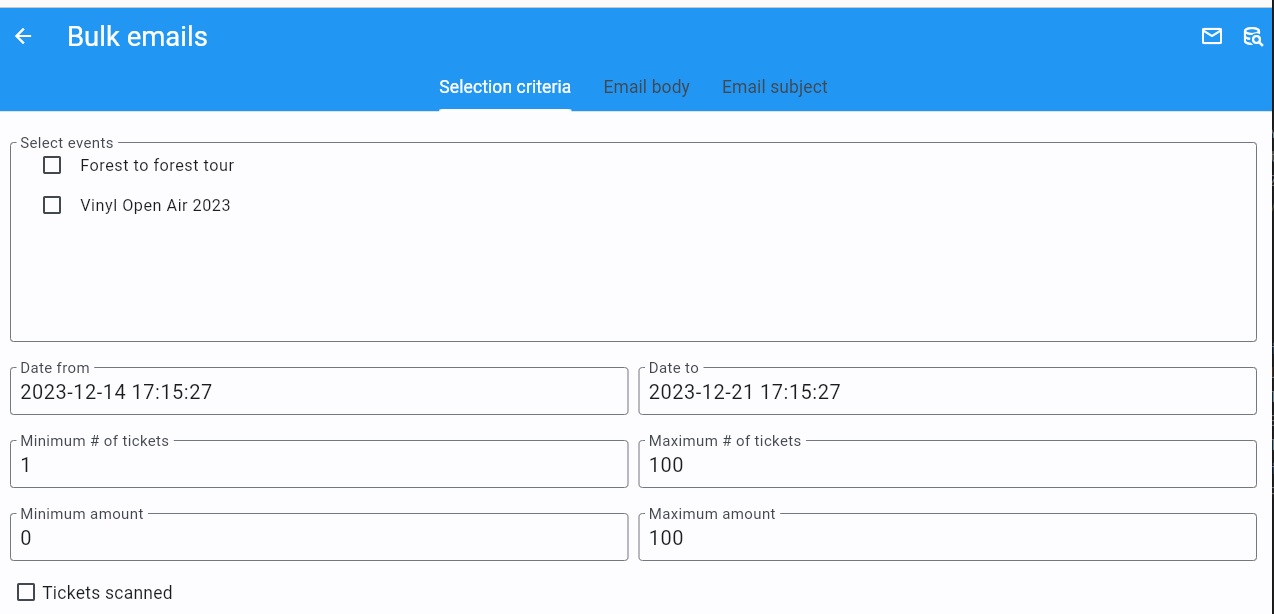 Bulk emails
Selection criteria Email body Email subject
Select events
Forest to forest tour
Vinyl Open Air 2023
Date from Date to
2023-12-14 17:15:27 2023-12-21 17:15:27
Minimum # of tickets Maximum # of tickets
1 100
Minimum amount Maximum amount
0 100
Tickets scanned